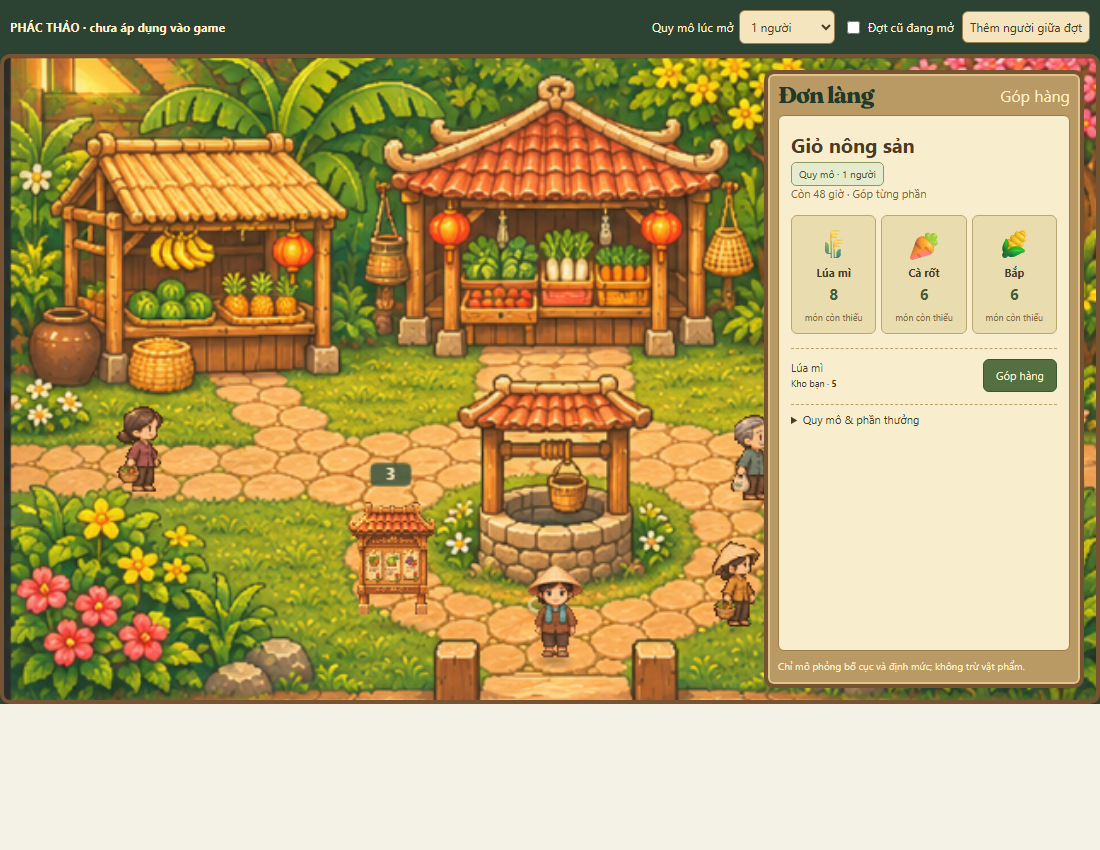 PHÁC THẢO · chưa áp dụng vào game
Quy mô lúc mở 1 người Đợt cũ đang mở Thêm người giữa đợt
Đơn làng Góp hàng
Giỏ nông sản
Quy mô · 1 người
Còn 48 giờ · Góp từng phần
Lúa mì Cà rốt Bắp
8 6 6
món còn thiếu món còn thiếu món còn thiếu
Lúa mì
Kho bạn · 5
Góp hàng
Quy mô & phần thưởng
3
Chỉ mô phỏng bố cục và định mức; không trừ vật phẩm.